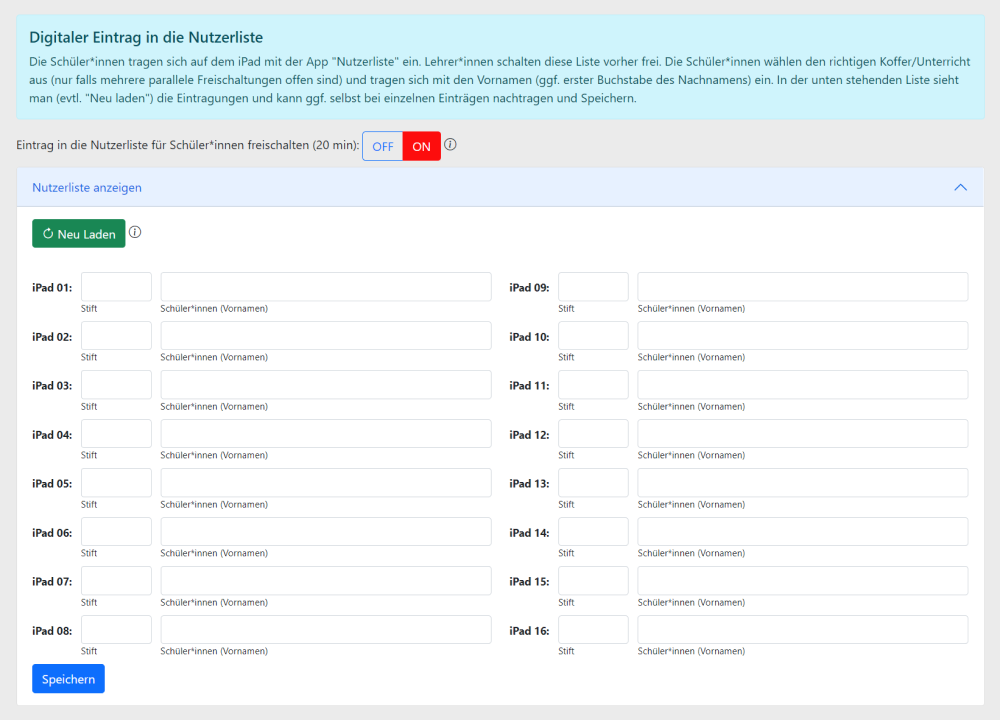 Digitaler Eintrag in die Nutzerliste
Die Schüler*innen tragen sich auf dem iPad mit der App "Nutzerliste" ein. Lehrer*innen schalten diese Liste vorher frei. Die Schüler*innen wählen den richtigen Koffer/Unterricht
aus (nur falls mehrere parallele Freischaltungen offen sind) und tragen sich mit den Vornamen (ggf. erster Buchstabe des Nachnamens) ein. In der unten stehenden Liste sieht
man (evtl. "Neu laden") die Eintragungen und kann ggf. selbst bei einzelnen Einträgen nachtragen und Speichern.
Eintrag in die Nutzerliste für Schüler*innen freischalten (20 min): OFF ON
Nutzerliste anzeigen
Neu Laden
iPad 01: iPad 09:
Stift Schüler*innen (Vornamen) Stift Schüler*innen (Vornamen)
iPad 02: iPad 10:
Stift Schüler*innen (Vornamen) Stift Schüler*innen (Vornamen)
iPad 03: iPad 11:
Stift Schüler*innen (Vornamen) Stift Schüler*innen (Vornamen)
iPad 04: iPad 12:
Stift Schüler*innen (Vornamen) Stift Schüler*innen (Vornamen)
iPad 05: iPad 13:
Stift Schüler*innen (Vornamen) Stift Schüler*innen (Vornamen)
iPad 06: iPad 14:
Stift Schüler*innen (Vornamen) Stift Schüler*innen (Vornamen)
iPad 07: iPad 15:
Stift Schüler*innen (Vornamen) Stift Schüler*innen (Vornamen)
iPad 08: iPad 16:
Stift Schüler*innen (Vornamen) Stift Schüler*innen (Vornamen)
Speichern